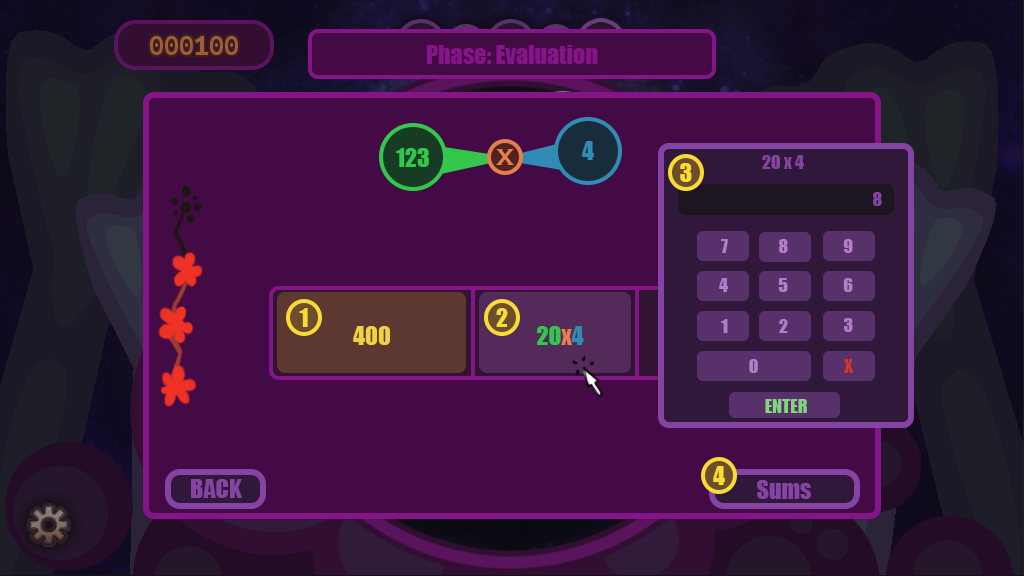 000100
Phase: Evaluation
123 X 4
3
20 x 4
8
7 8 9
4 5 6
1 2 3
0 X
ENTER
1
400
2
20x4
BACK
4
Sums